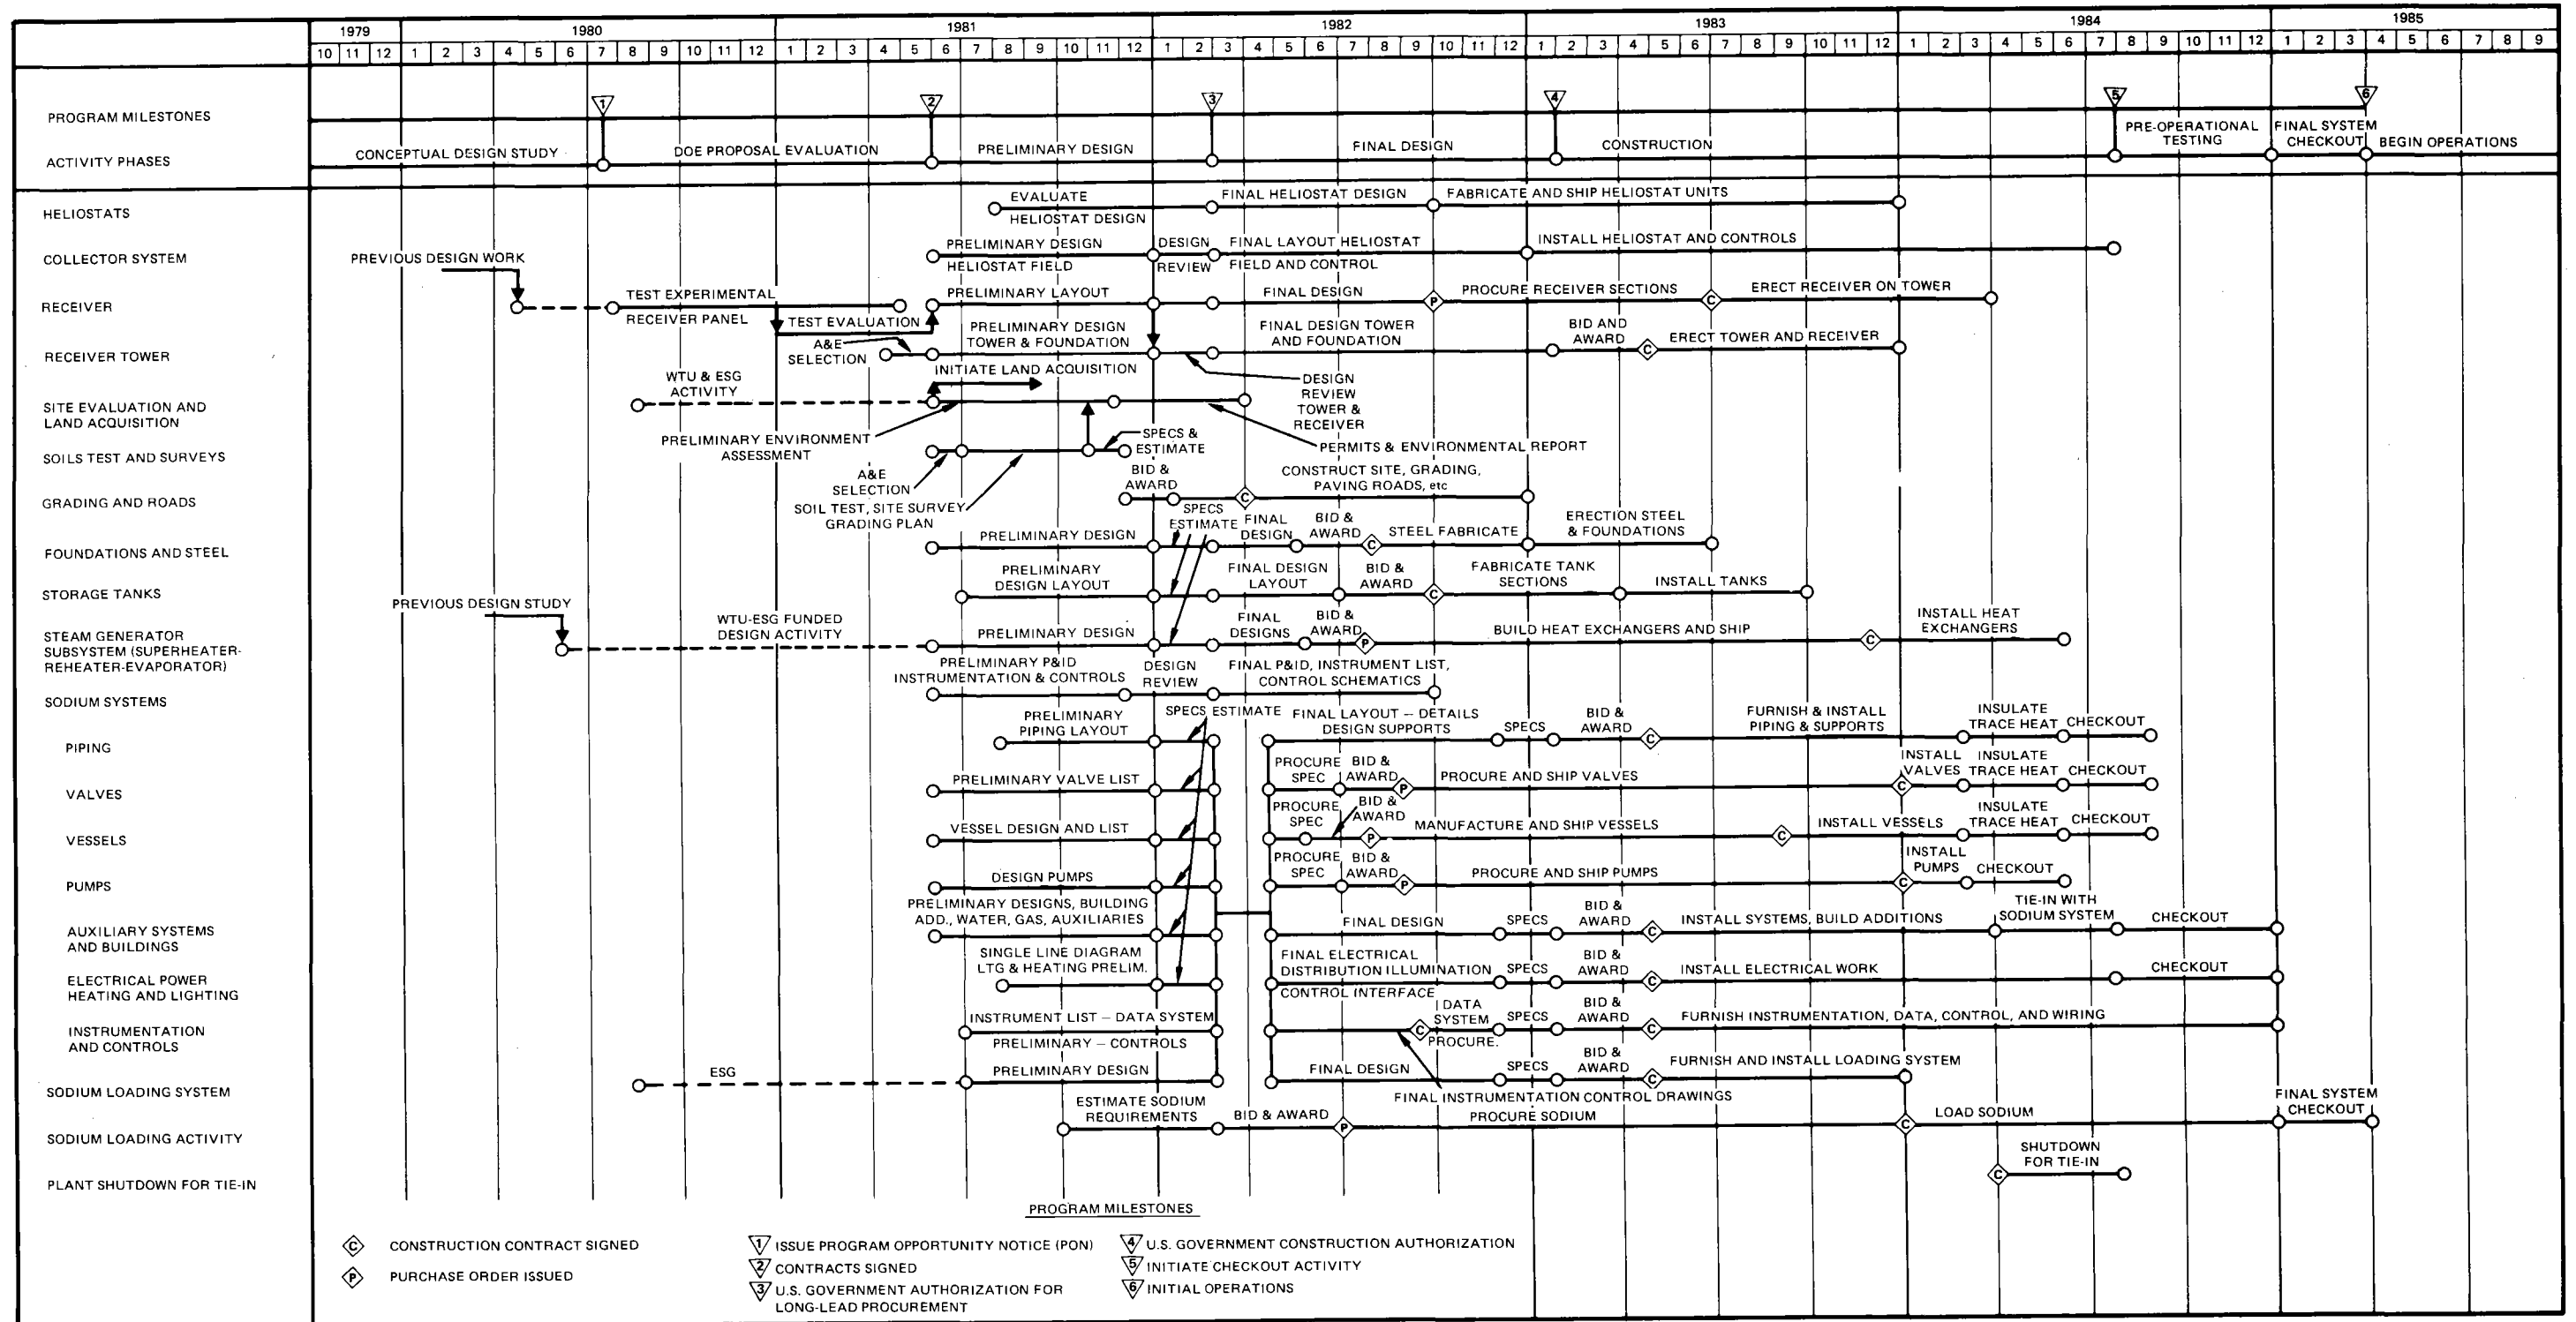 1979 1980 1981 1982 1983 1984 1985
10 11 12 1 2 3 4 5 6 7 8 9 10 11 12 1 2 3 4 5 6 7 8 9 10 11 12 1 2 3 4 5 6 7 8 9 10 11 12 1 2 3 4 5 6 7 8 9 10 11 12 1 2 3 4 5 6 7 8 9 10 11 12 1 2 3 4 5 6 7 8 9
PROGRAM MILESTONES
1 2 3 4 5 6
ACTIVITY PHASES
CONCEPTUAL DESIGN STUDY
DOE PROPOSAL EVALUATION
PRELIMINARY DESIGN
FINAL DESIGN
CONSTRUCTION
PRE-OPERATIONAL
TESTING
FINAL SYSTEM
CHECKOUT
BEGIN OPERATIONS
HELIOSTATS
EVALUATE
HELIOSTAT DESIGN
FINAL HELIOSTAT DESIGN
FABRICATE AND SHIP HELIOSTAT UNITS
COLLECTOR SYSTEM
PREVIOUS DESIGN WORK
PRELIMINARY DESIGN
HELIOSTAT FIELD
DESIGN
REVIEW
FINAL LAYOUT HELIOSTAT
FIELD AND CONTROL
INSTALL HELIOSTAT AND CONTROLS
RECEIVER
TEST EXPERIMENTAL
RECEIVER PANEL
TEST EVALUATION
PRELIMINARY LAYOUT
FINAL DESIGN
P
PROCURE RECEIVER SECTIONS
C
ERECT RECEIVER ON TOWER
RECEIVER TOWER
A&E
SELECTION
PRELIMINARY DESIGN
TOWER & FOUNDATION
FINAL DESIGN TOWER
AND FOUNDATION
BID AND
AWARD
C
ERECT TOWER AND RECEIVER
DESIGN
REVIEW
TOWER &
RECEIVER
SITE EVALUATION AND
LAND ACQUISITION
WTU & ESG
ACTIVITY
INITIATE LAND ACQUISITION
PRELIMINARY ENVIRONMENT
ASSESSMENT
PERMITS & ENVIRONMENTAL REPORT
SOILS TEST AND SURVEYS
SPECS &
ESTIMATE
A&E
SELECTION
SOIL TEST, SITE SURVEY
GRADING PLAN
GRADING AND ROADS
BID &
AWARD
C
CONSTRUCT SITE, GRADING,
PAVING ROADS, etc
FOUNDATIONS AND STEEL
PRELIMINARY DESIGN
SPECS
ESTIMATE
FINAL
DESIGN
BID &
AWARD
C
STEEL FABRICATE
ERECTION STEEL
& FOUNDATIONS
STORAGE TANKS
PRELIMINARY
DESIGN LAYOUT
FINAL DESIGN
LAYOUT
BID &
AWARD
C
FABRICATE TANK
SECTIONS
INSTALL TANKS
STEAM GENERATOR
SUBSYSTEM (SUPERHEATER-
REHEATER-EVAPORATOR)
PREVIOUS DESIGN STUDY
WTU-ESG FUNDED
DESIGN ACTIVITY
PRELIMINARY DESIGN
FINAL
DESIGNS
BID &
AWARD
P
BUILD HEAT EXCHANGERS AND SHIP
C
INSTALL HEAT
EXCHANGERS
SODIUM SYSTEMS
PRELIMINARY P&ID
INSTRUMENTATION & CONTROLS
DESIGN
REVIEW
FINAL P&ID, INSTRUMENT LIST,
CONTROL SCHEMATICS
PIPING
PRELIMINARY
PIPING LAYOUT
SPECS ESTIMATE
FINAL LAYOUT – DETAILS
DESIGN SUPPORTS
SPECS
BID &
AWARD
C
FURNISH & INSTALL
PIPING & SUPPORTS
INSULATE
TRACE HEAT
CHECKOUT
VALVES
PRELIMINARY VALVE LIST
PROCURE
SPEC
BID &
AWARD
P
PROCURE AND SHIP VALVES
C
INSTALL
VALVES
INSULATE
TRACE HEAT
CHECKOUT
VESSELS
VESSEL DESIGN AND LIST
PROCURE
SPEC
BID &
AWARD
P
MANUFACTURE AND SHIP VESSELS
C
INSTALL VESSELS
INSULATE
TRACE HEAT
CHECKOUT
PUMPS
DESIGN PUMPS
PROCURE
SPEC
BID &
AWARD
P
PROCURE AND SHIP PUMPS
C
INSTALL
PUMPS
CHECKOUT
AUXILIARY SYSTEMS
AND BUILDINGS
PRELIMINARY DESIGNS, BUILDING
ADD., WATER, GAS, AUXILIARIES
FINAL DESIGN
SPECS
BID &
AWARD
C
INSTALL SYSTEMS, BUILD ADDITIONS
TIE-IN WITH
SODIUM SYSTEM
CHECKOUT
ELECTRICAL POWER
HEATING AND LIGHTING
SINGLE LINE DIAGRAM
LTG & HEATING PRELIM.
FINAL ELECTRICAL
DISTRIBUTION ILLUMINATION
SPECS
BID &
AWARD
C
INSTALL ELECTRICAL WORK
CHECKOUT
INSTRUMENTATION
AND CONTROLS
INSTRUMENT LIST – DATA SYSTEM
PRELIMINARY – CONTROLS
CONTROL INTERFACE
C
DATA
SYSTEM
PROCURE.
SPECS
BID &
AWARD
C
FURNISH INSTRUMENTATION, DATA, CONTROL, AND WIRING
SODIUM LOADING SYSTEM
ESG
PRELIMINARY DESIGN
FINAL DESIGN
SPECS
BID &
AWARD
C
FURNISH AND INSTALL LOADING SYSTEM
FINAL INSTRUMENTATION CONTROL DRAWINGS
SODIUM LOADING ACTIVITY
ESTIMATE SODIUM
REQUIREMENTS
BID & AWARD
P
PROCURE SODIUM
C
LOAD SODIUM
FINAL SYSTEM
CHECKOUT
PLANT SHUTDOWN FOR TIE-IN
C
SHUTDOWN
FOR TIE-IN
PROGRAM MILESTONES
C CONSTRUCTION CONTRACT SIGNED
P PURCHASE ORDER ISSUED
1 ISSUE PROGRAM OPPORTUNITY NOTICE (PON)
2 CONTRACTS SIGNED
3 U.S. GOVERNMENT AUTHORIZATION FOR
LONG-LEAD PROCUREMENT
4 U.S. GOVERNMENT CONSTRUCTION AUTHORIZATION
5 INITIATE CHECKOUT ACTIVITY
6 INITIAL OPERATIONS